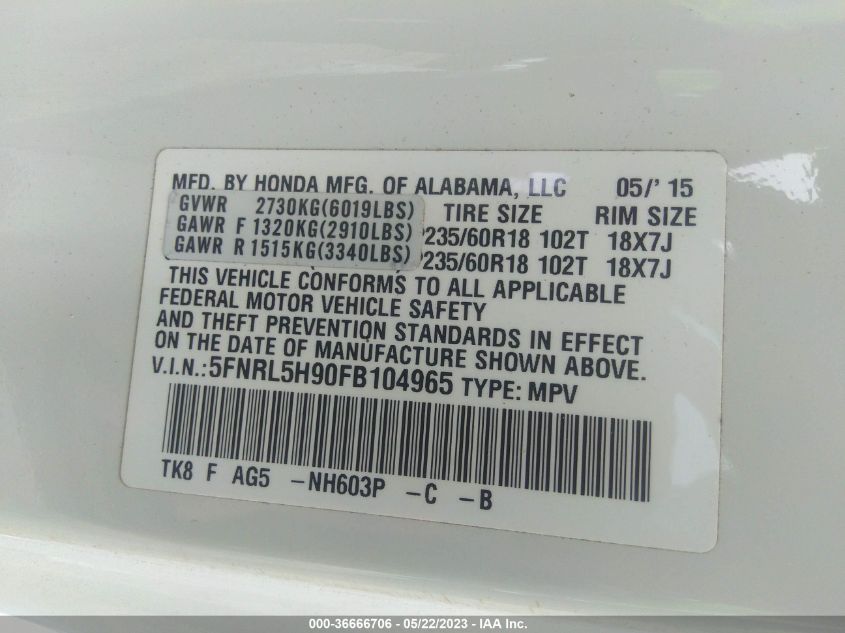 MFD. BY HONDA MFG. OF ALABAMA, LLC 05/'15
GVWR 2730KG(6019LBS) TIRE SIZE RIM SIZE
GAWR F 1320KG(2910LBS) P235/60R18 102T 18X7J
GAWR R 1515KG(3340LBS) P235/60R18 102T 18X7J
THIS VEHICLE CONFORMS TO ALL APPLICABLE
FEDERAL MOTOR VEHICLE SAFETY
AND THEFT PREVENTION STANDARDS IN EFFECT
ON THE DATE OF MANUFACTURE SHOWN ABOVE.
V.I.N.:5FNRL5H90FB104965 TYPE: MPV
TK8 F AG5 -NH603P -C -B
000-36666706 - 05/22/2023 - IAA Inc.